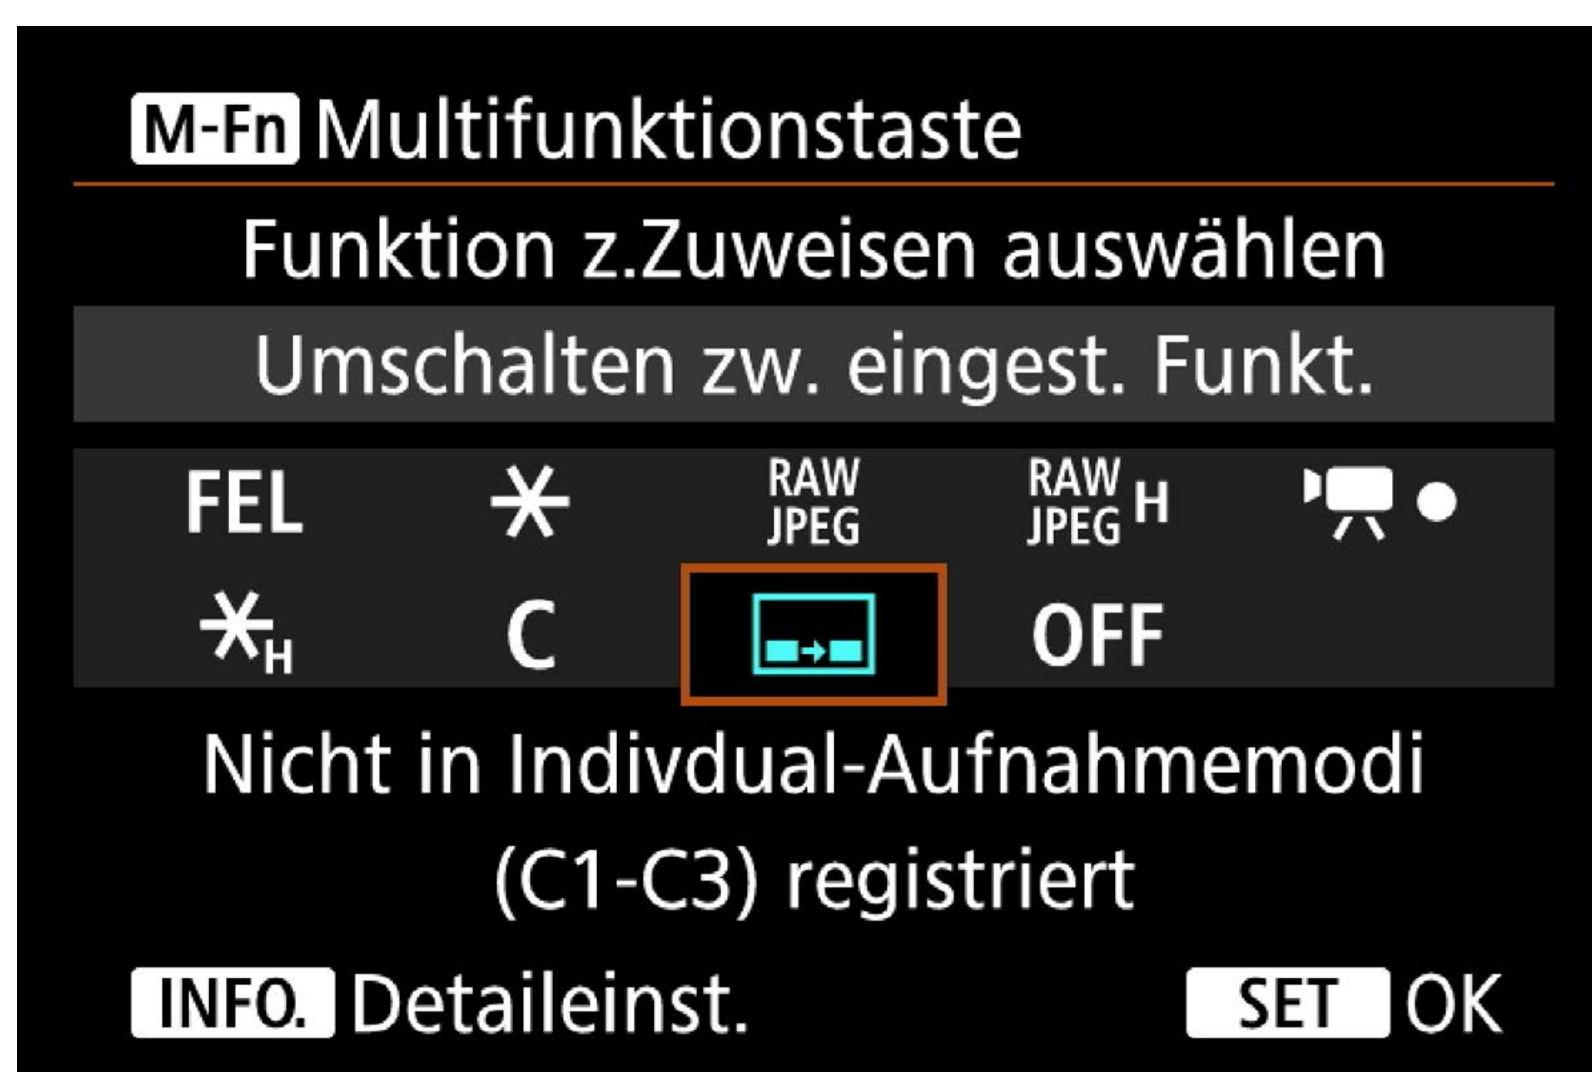 M-Fn Multifunktionstaste
Funktion z.Zuweisen auswählen
Umschalten zw. eingest. Funkt.
FEL * RAW JPEG RAW JPEG H
*H C OFF
Nicht in Indivdual-Aufnahmemodi
(C1-C3) registriert
INFO. Detaileinst. SET OK